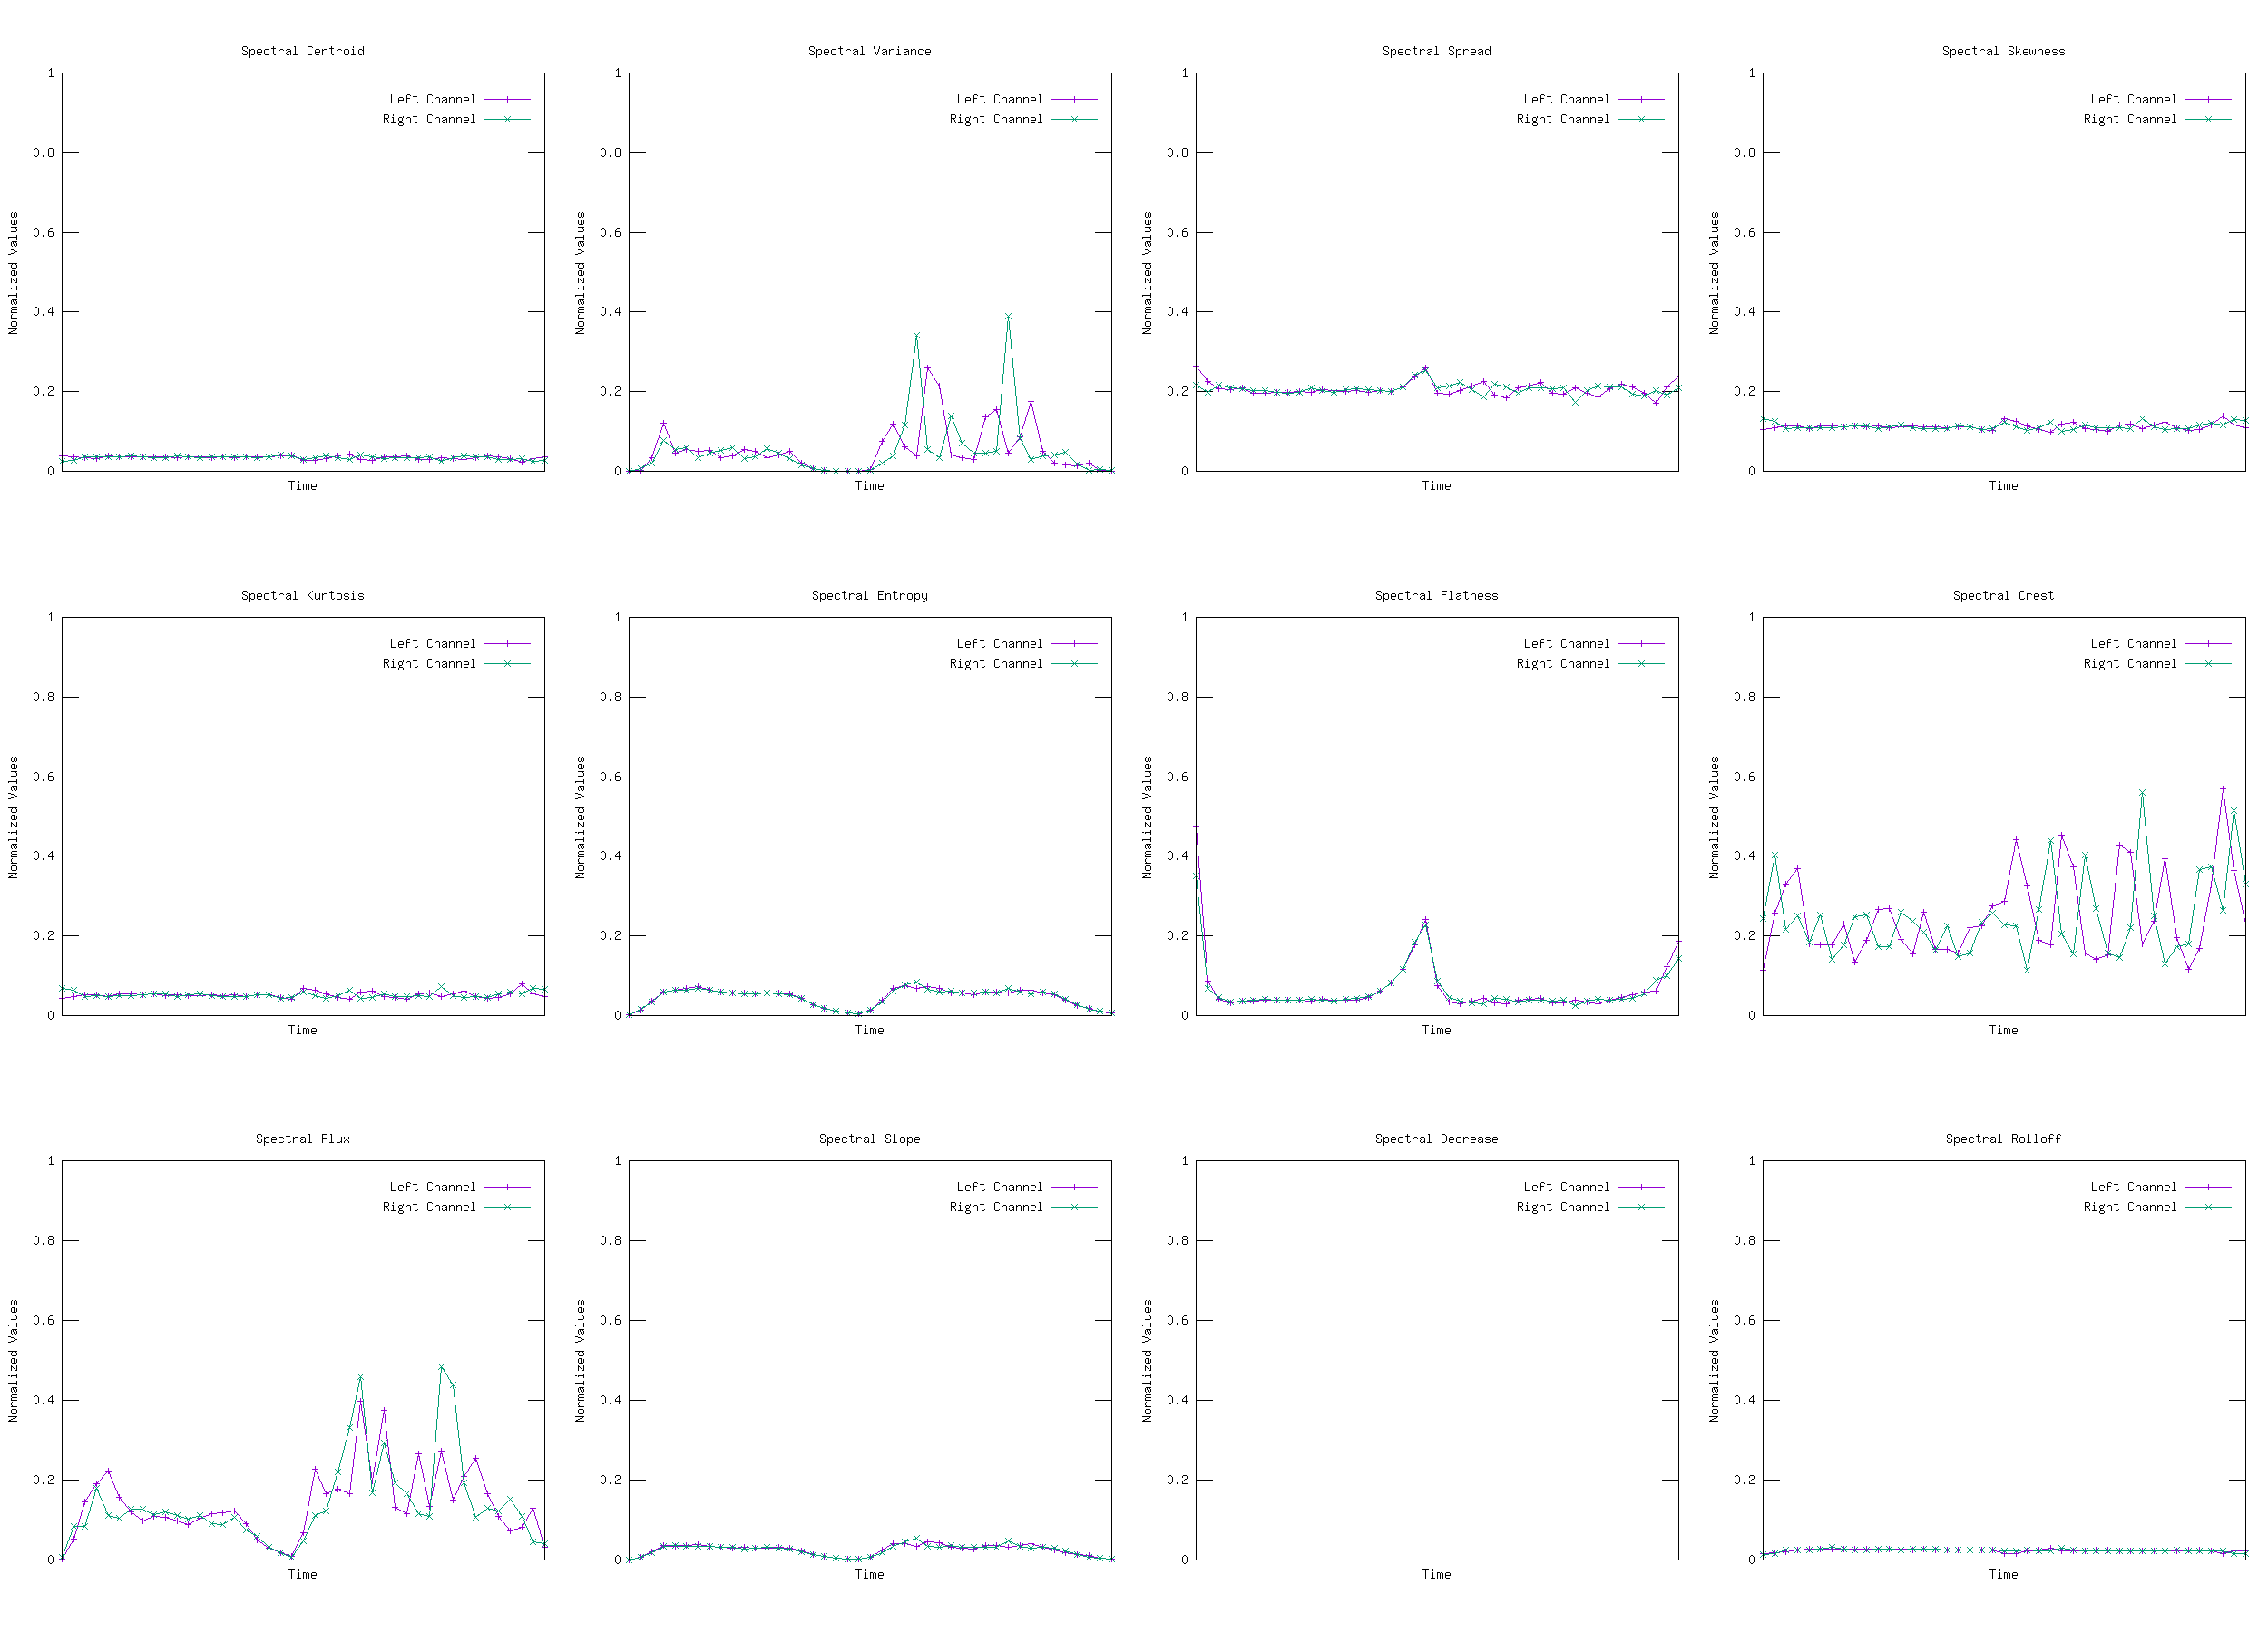 Spectral Centroid
1
0.8
0.6
0.4
0.2
0
Normalized Values
Time
Left Channel
Right Channel
Spectral Variance
1
0.8
0.6
0.4
0.2
0
Normalized Values
Time
Left Channel
Right Channel
Spectral Spread
1
0.8
0.6
0.4
0.2
0
Normalized Values
Time
Left Channel
Right Channel
Spectral Skewness
1
0.8
0.6
0.4
0.2
0
Normalized Values
Time
Left Channel
Right Channel
Spectral Kurtosis
1
0.8
0.6
0.4
0.2
0
Normalized Values
Time
Left Channel
Right Channel
Spectral Entropy
1
0.8
0.6
0.4
0.2
0
Normalized Values
Time
Left Channel
Right Channel
Spectral Flatness
1
0.8
0.6
0.4
0.2
0
Normalized Values
Time
Left Channel
Right Channel
Spectral Crest
1
0.8
0.6
0.4
0.2
0
Normalized Values
Time
Left Channel
Right Channel
Spectral Flux
1
0.8
0.6
0.4
0.2
0
Normalized Values
Time
Left Channel
Right Channel
Spectral Slope
1
0.8
0.6
0.4
0.2
0
Normalized Values
Time
Left Channel
Right Channel
Spectral Decrease
1
0.8
0.6
0.4
0.2
0
Normalized Values
Time
Left Channel
Right Channel
Spectral Rolloff
1
0.8
0.6
0.4
0.2
0
Normalized Values
Time
Left Channel
Right Channel